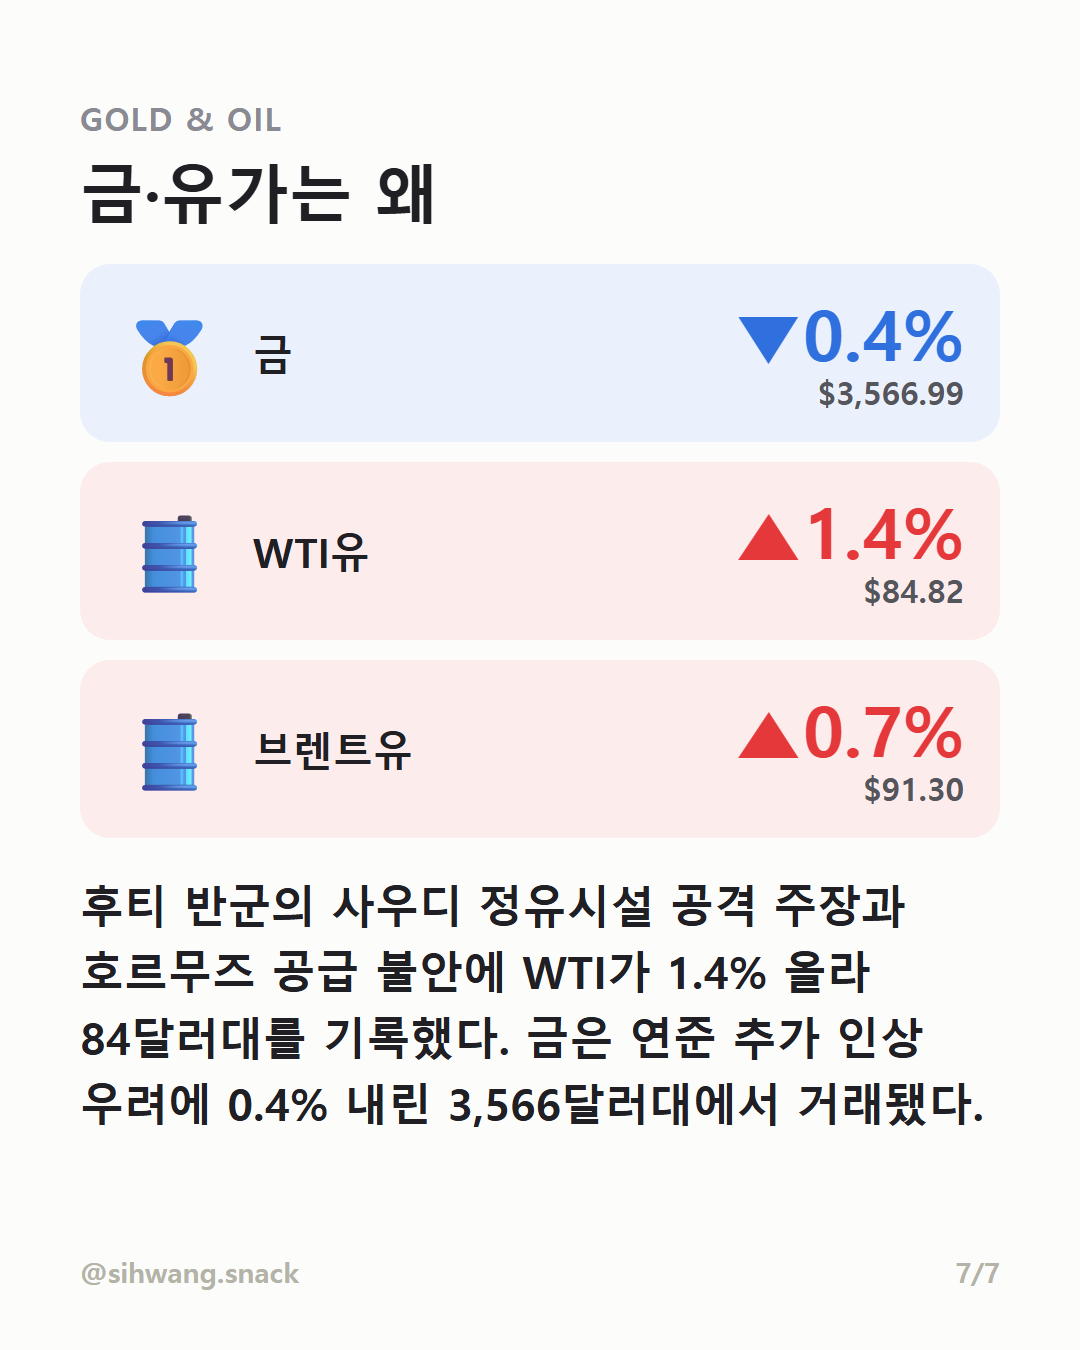 GOLD & OIL
금·유가는 왜
1
금
▼0.4%
$3,566.99
WTI유
▲1.4%
$84.82
브렌트유
▲0.7%
$91.30
후티 반군의 사우디 정유시설 공격 주장과
호르무즈 공급 불안에 WTI가 1.4% 올라
84달러대를 기록했다. 금은 연준 추가 인상
우려에 0.4% 내린 3,566달러대에서 거래됐다.
@sihwang.snack
7/7